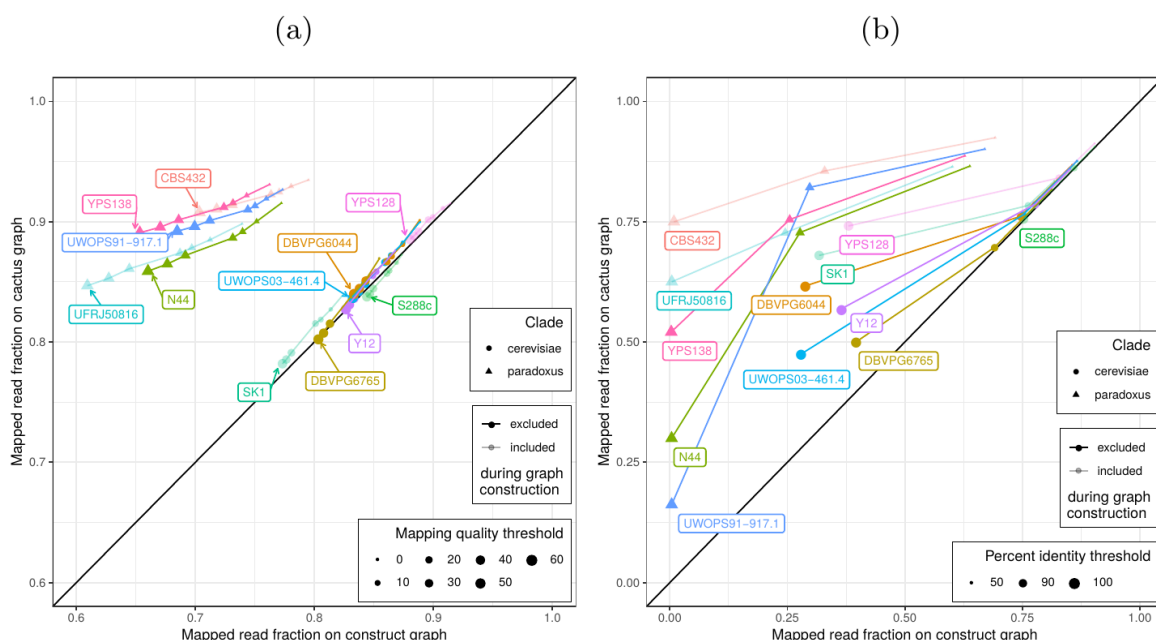 (a)
(b)
Mapped read fraction on cactus graph
1.0
0.9
0.8
0.7
0.6
0.6
0.7
0.8
0.9
1.0
Mapped read fraction on construct graph
CBS432
YPS138
YPS128
UWOPS91−917.1
DBVPG6044
UWOPS03−461.4
N44
UFRJ50816
S288c
Y12
DBVPG6765
SK1
Clade
cerevisiae
paradoxus
excluded
included
during graph
construction
Mapping quality threshold
0 20 40 60
10 30 50
Mapped read fraction on cactus graph
1.00
0.75
0.50
0.25
0.00
0.00
0.25
0.50
0.75
1.00
Mapped read fraction on construct graph
CBS432
YPS128
S288c
SK1
UFRJ50816
DBVPG6044
Y12
YPS138
DBVPG6765
UWOPS03−461.4
N44
UWOPS91−917.1
Clade
cerevisiae
paradoxus
excluded
included
during graph
construction
Percent identity threshold
50 90 100